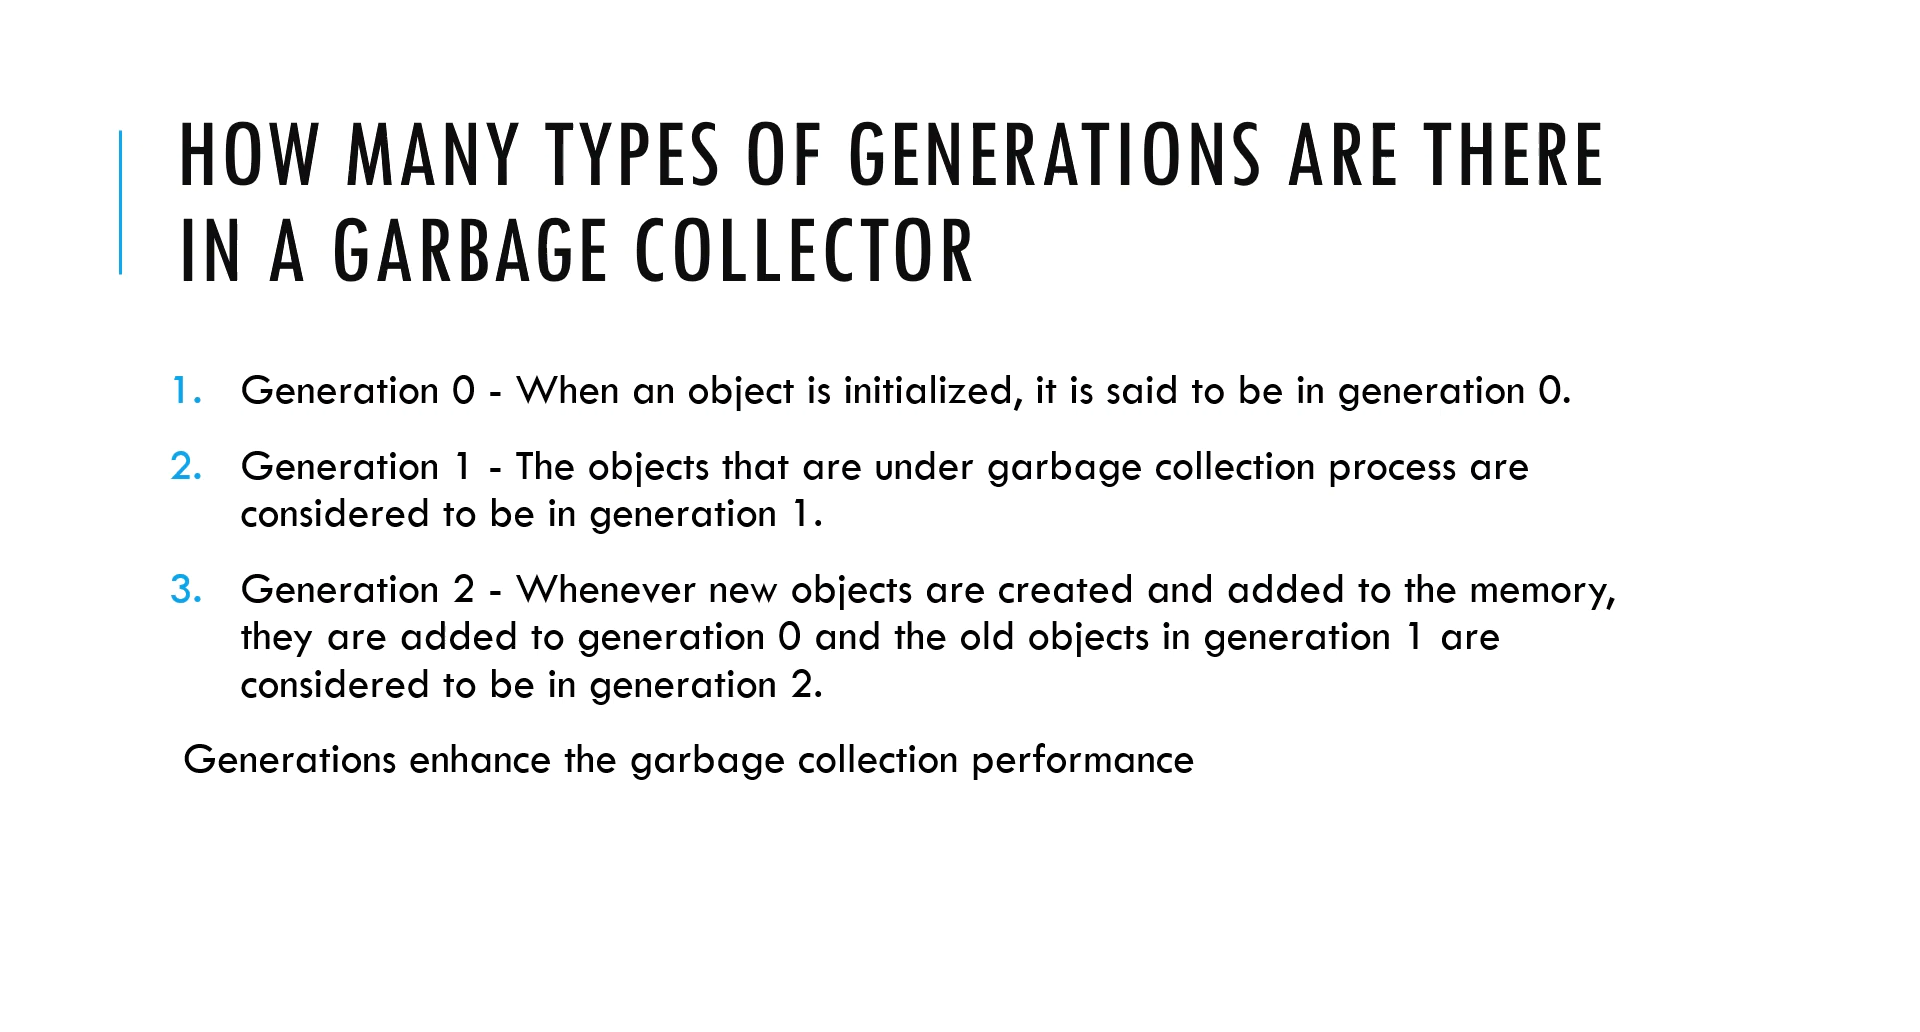 HOW MANY TYPES OF GENERATIONS ARE THERE
IN A GARBAGE COLLECTOR
1. Generation 0 - When an object is initialized, it is said to be in generation 0.
2. Generation 1 - The objects that are under garbage collection process are
considered to be in generation 1.
3. Generation 2 - Whenever new objects are created and added to the memory,
they are added to generation 0 and the old objects in generation 1 are
considered to be in generation 2.
Generations enhance the garbage collection performance